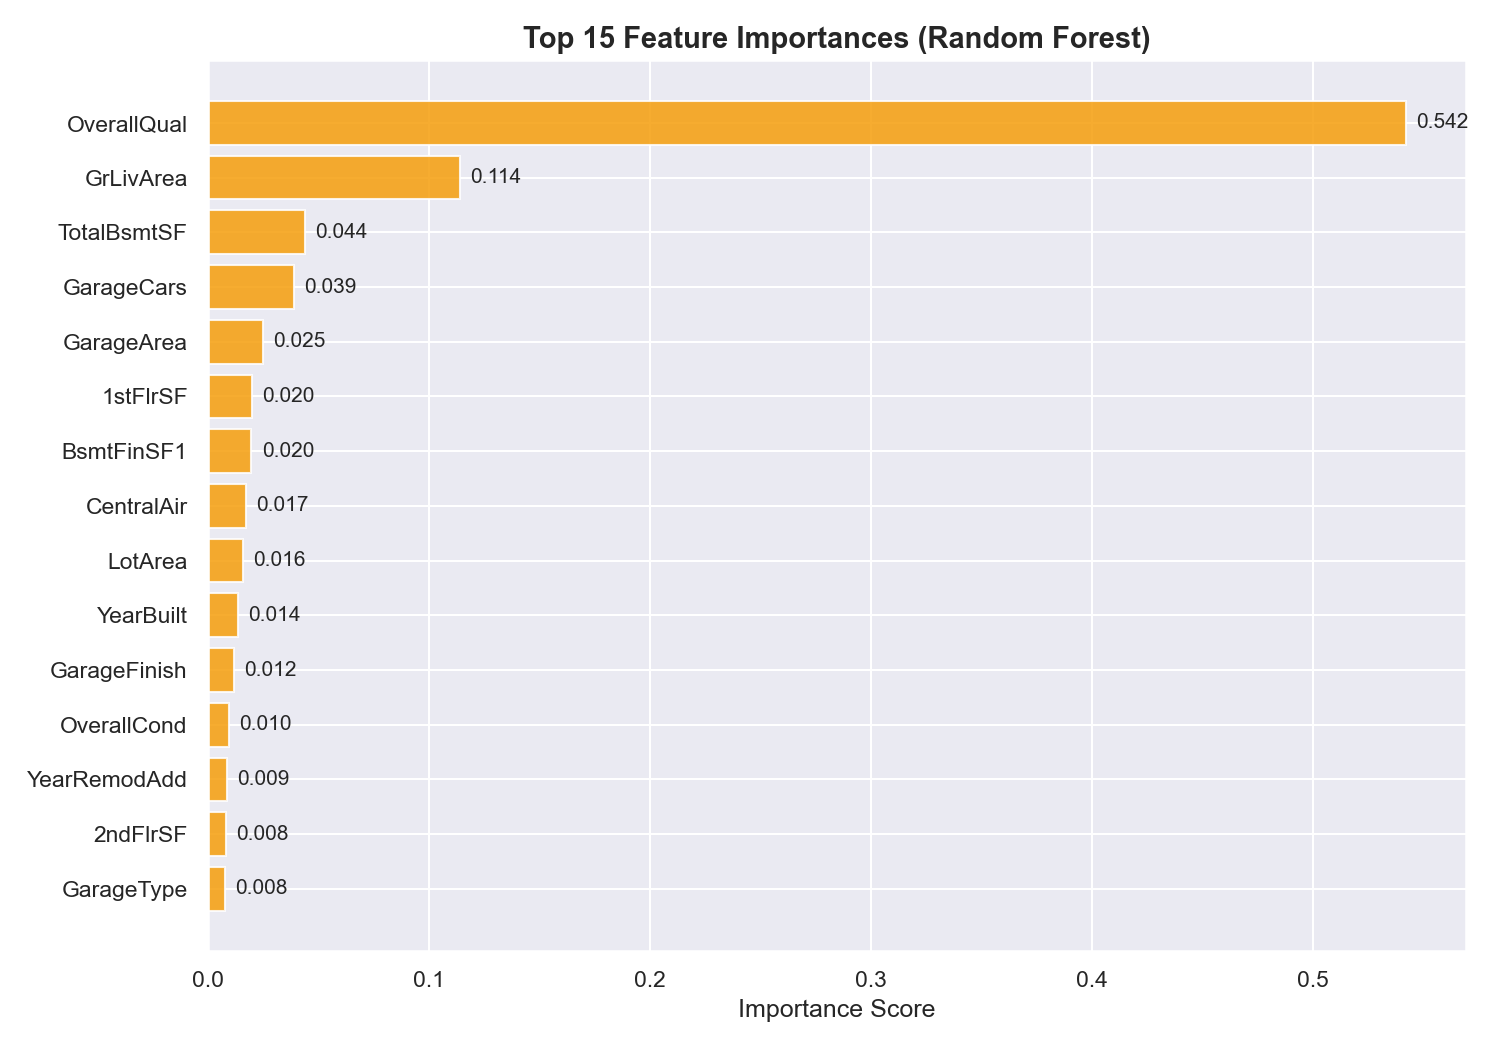 Top 15 Feature Importances (Random Forest)
OverallQual 0.542
GrLivArea 0.114
TotalBsmtSF 0.044
GarageCars 0.039
GarageArea 0.025
1stFlrSF 0.020
BsmtFinSF1 0.020
CentralAir 0.017
LotArea 0.016
YearBuilt 0.014
GarageFinish 0.012
OverallCond 0.010
YearRemodAdd 0.009
2ndFlrSF 0.008
GarageType 0.008
0.0 0.1 0.2 0.3 0.4 0.5
Importance Score